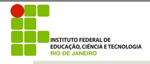 INSTITUTO FEDERAL DE
EDUCAÇÃO, CIÊNCIA E TECNOLOGIA
RIO DE JANEIRO